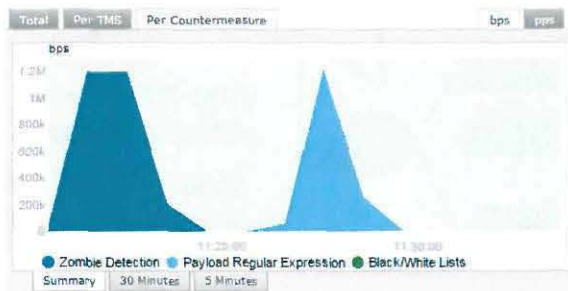 Total Per TMS Per Countermeasure bps pps
bps
1.2M
1M
800k
600k
400k
200k
0
11:25:00 11:30:00
Zombie Detection Payload Regular Expression Black/White Lists
Summary 30 Minutes 5 Minutes